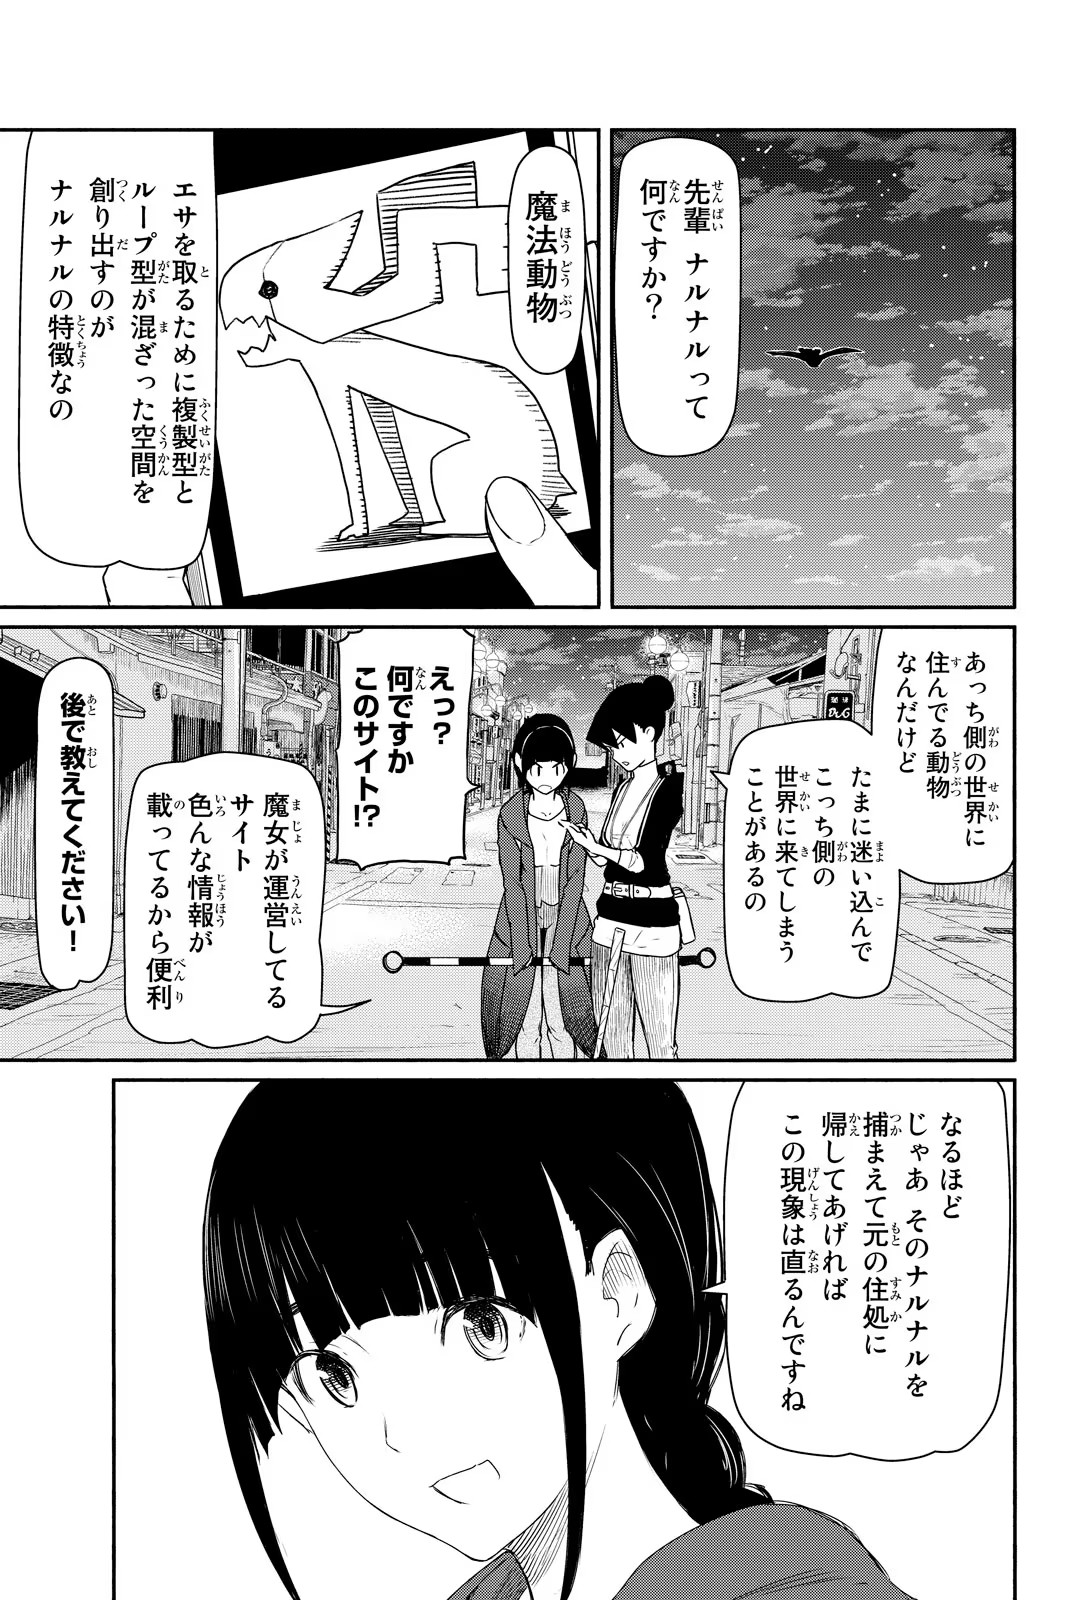 先輩 ナルナルって
何ですか？
魔法動物
エサを取るために複製型と
ループ型が混ざった空間を
創り出すのが
ナルナルの特徴なの
あっち側の世界に
住んでる動物
なんだけど
たまに迷い込んで
こっち側の
世界に来てしまう
ことがあるの
えっ？
何ですか
このサイト!?
魔女が運営してる
サイト
色んな情報が
載ってるから便利
後で教えてください！
なるほど
じゃあ そのナルナルを
捕まえて元の住処に
帰してあげれば
この現象は直るんですね